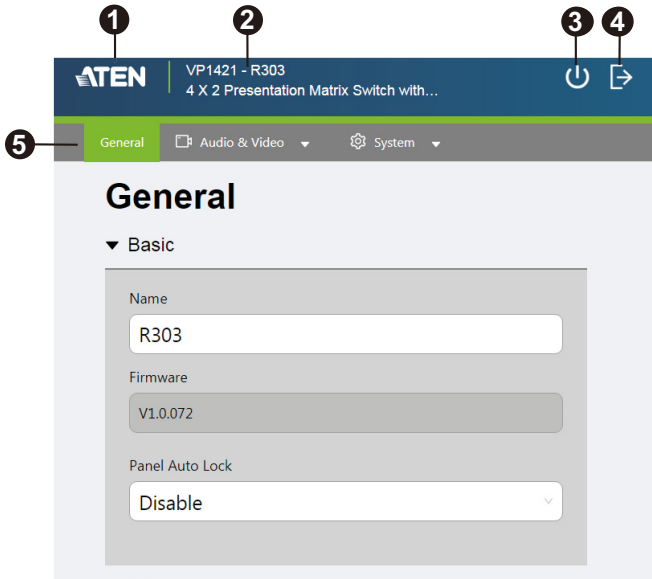 1 2 3 4
ATEN
VP1421 - R303
4 X 2 Presentation Matrix Switch with...
5
General Audio & Video System
General
Basic
Name
R303
Firmware
V1.0.072
Panel Auto Lock
Disable